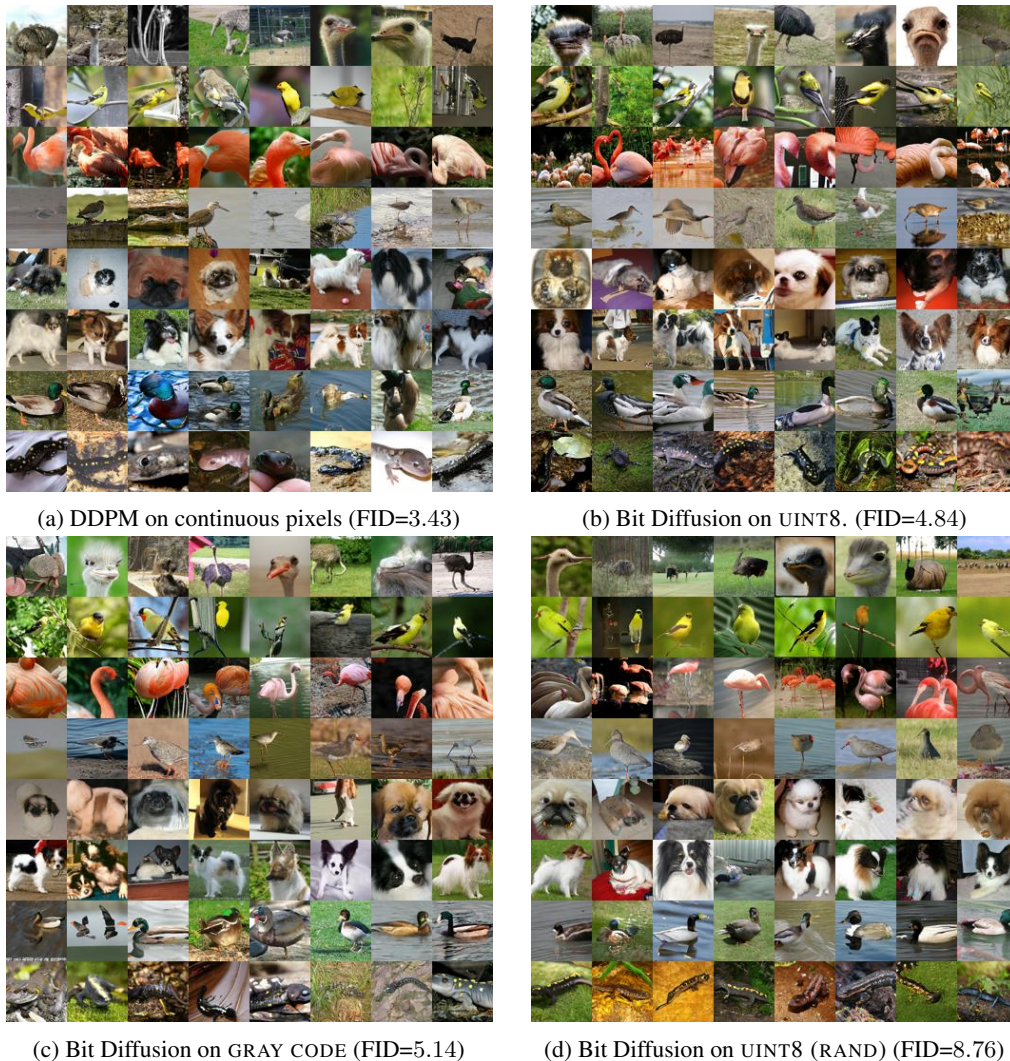 (a) DDPM on continuous pixels (FID=3.43)
(b) Bit Diffusion on UINT8. (FID=4.84)
(c) Bit Diffusion on GRAY CODE (FID=5.14)
(d) Bit Diffusion on UINT8 (RAND) (FID=8.76)